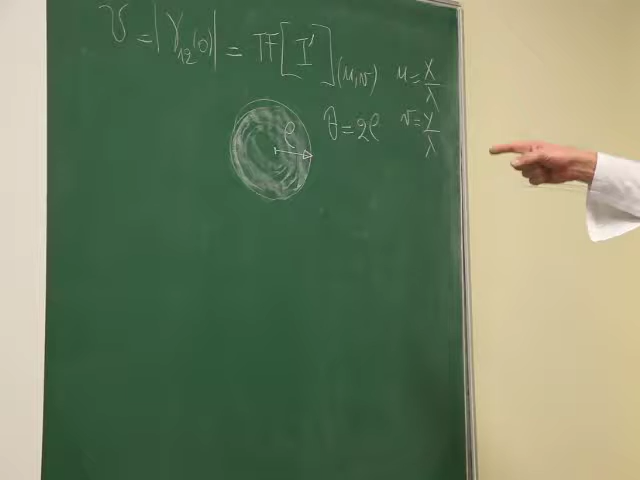 V = |γ₁₂(0)| = TF[I'](u,v) u = X/λ
ρ θ = 2ρ v = y/λ